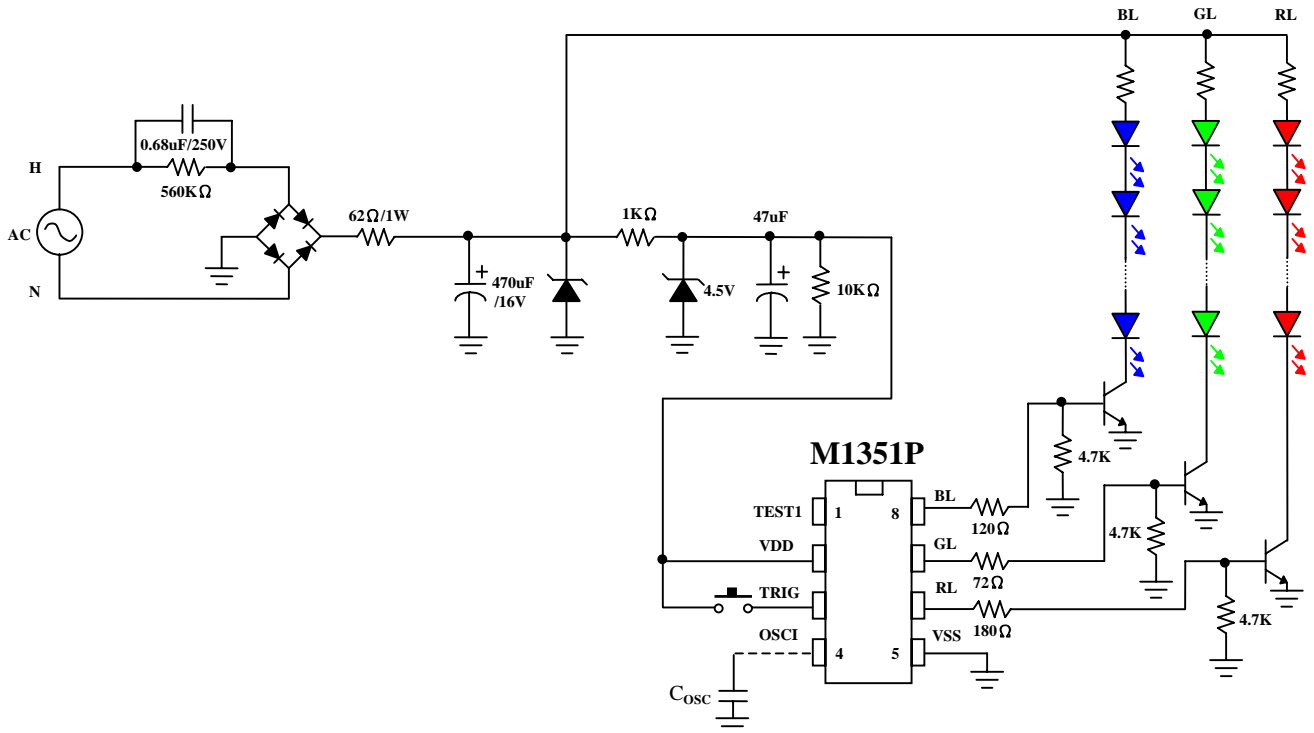 BL
GL
RL
0.68uF/250V
H
560KΩ
AC
N
62Ω/1W
470uF
/16V
1KΩ
4.5V
47uF
10KΩ
4.7K
4.7K
4.7K
M1351P
TEST1
1
8
BL
120Ω
VDD
GL
72Ω
TRIG
RL
180Ω
OSCI
4
5
VSS
COSC